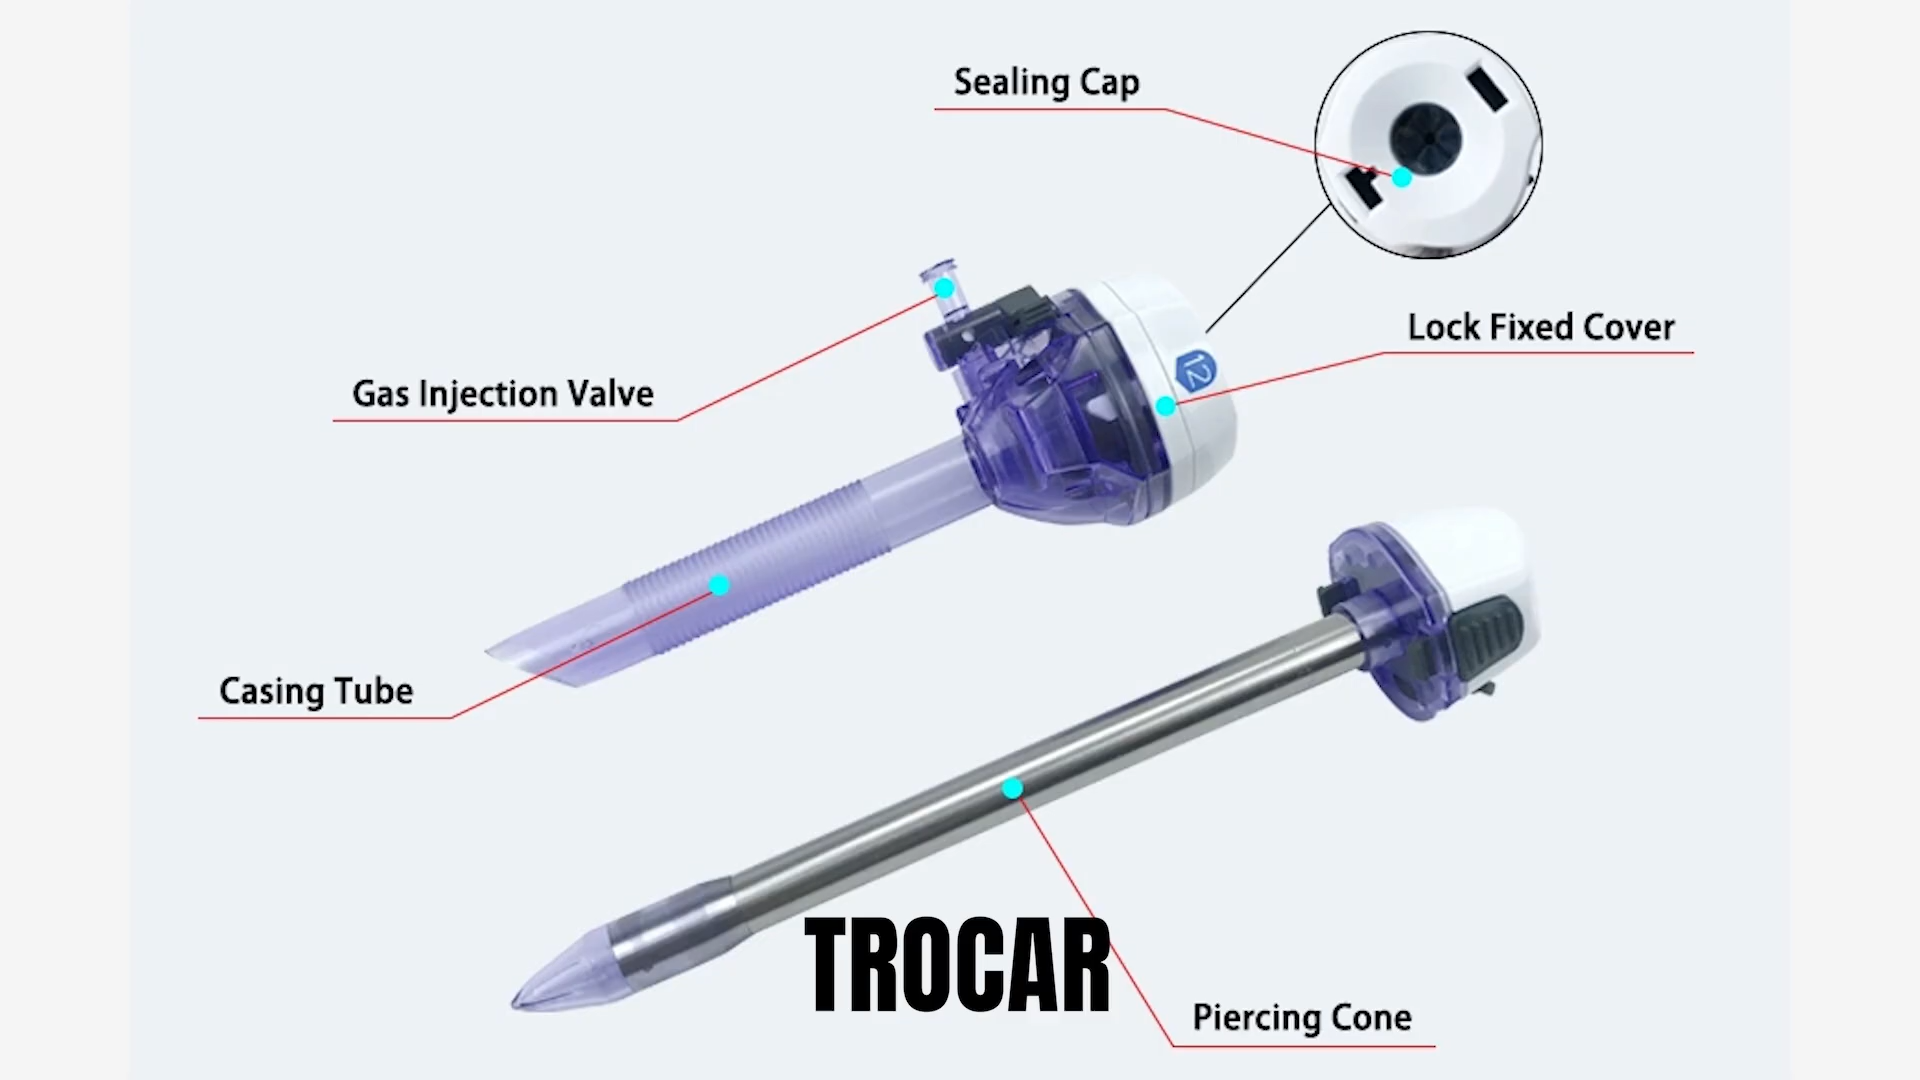 Sealing Cap
Lock Fixed Cover
12
Gas Injection Valve
Casing Tube
TROCAR
Piercing Cone